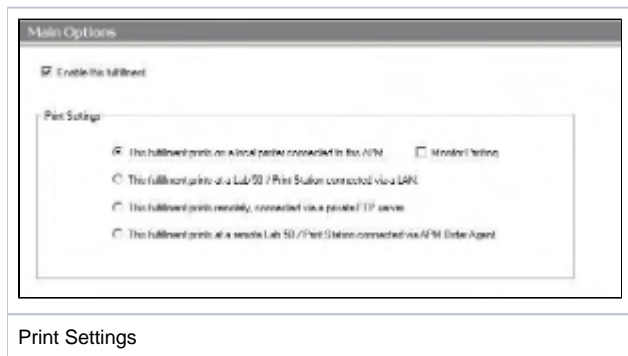 Main Options
Enable this fulfillment
Print Settings
This fulfillment prints on a local printer connected to this APM. Monitor Printing
This fulfillment prints at a Lab 50 / Print Station connected via a LAN.
This fulfillment prints remotely, connected via a private FTP server.
This fulfillment prints at a remote Lab 50 / Print Station connected via APM Order Agent.
Print Settings